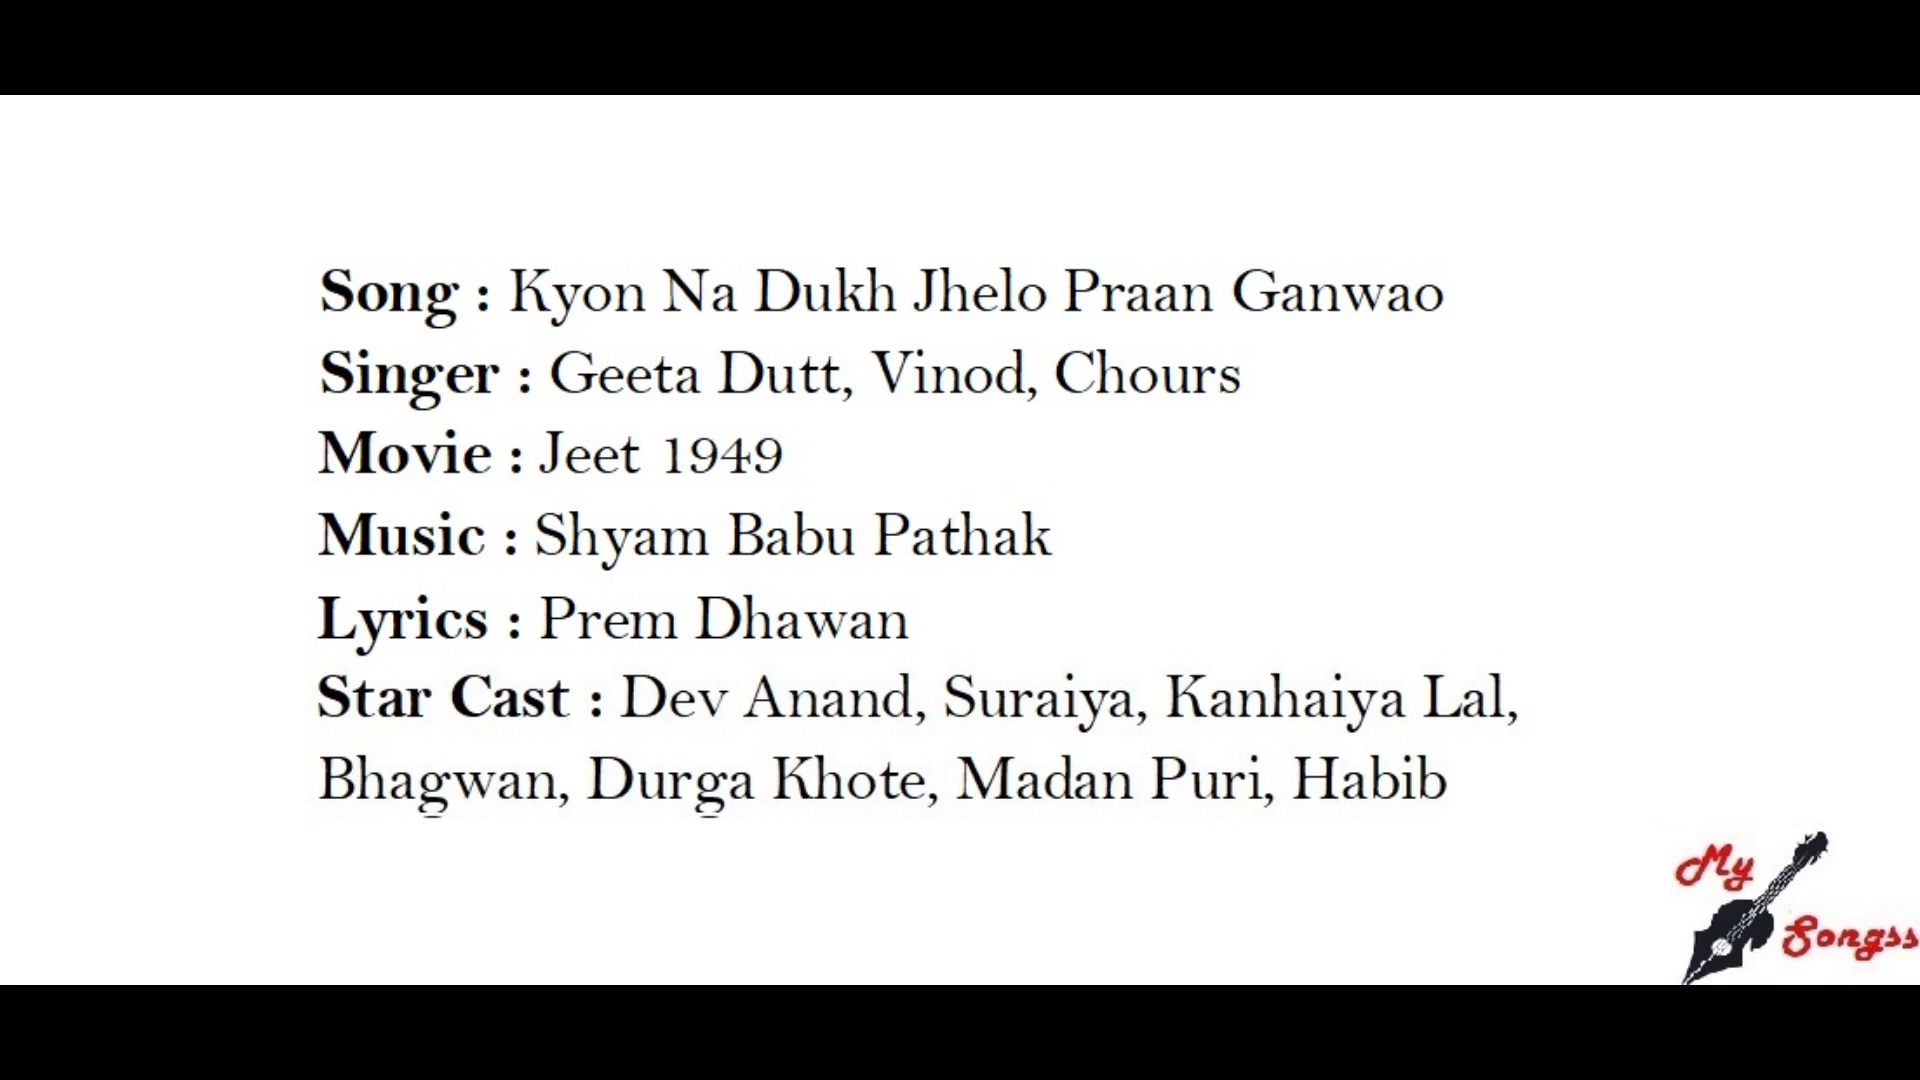 Song : Kyon Na Dukh Jhelo Praan Ganwao
Singer : Geeta Dutt, Vinod, Chours
Movie : Jeet 1949
Music : Shyam Babu Pathak
Lyrics : Prem Dhawan
Star Cast : Dev Anand, Suraiya, Kanhaiya Lal,
Bhagwan, Durga Khote, Madan Puri, Habib
My
Songss